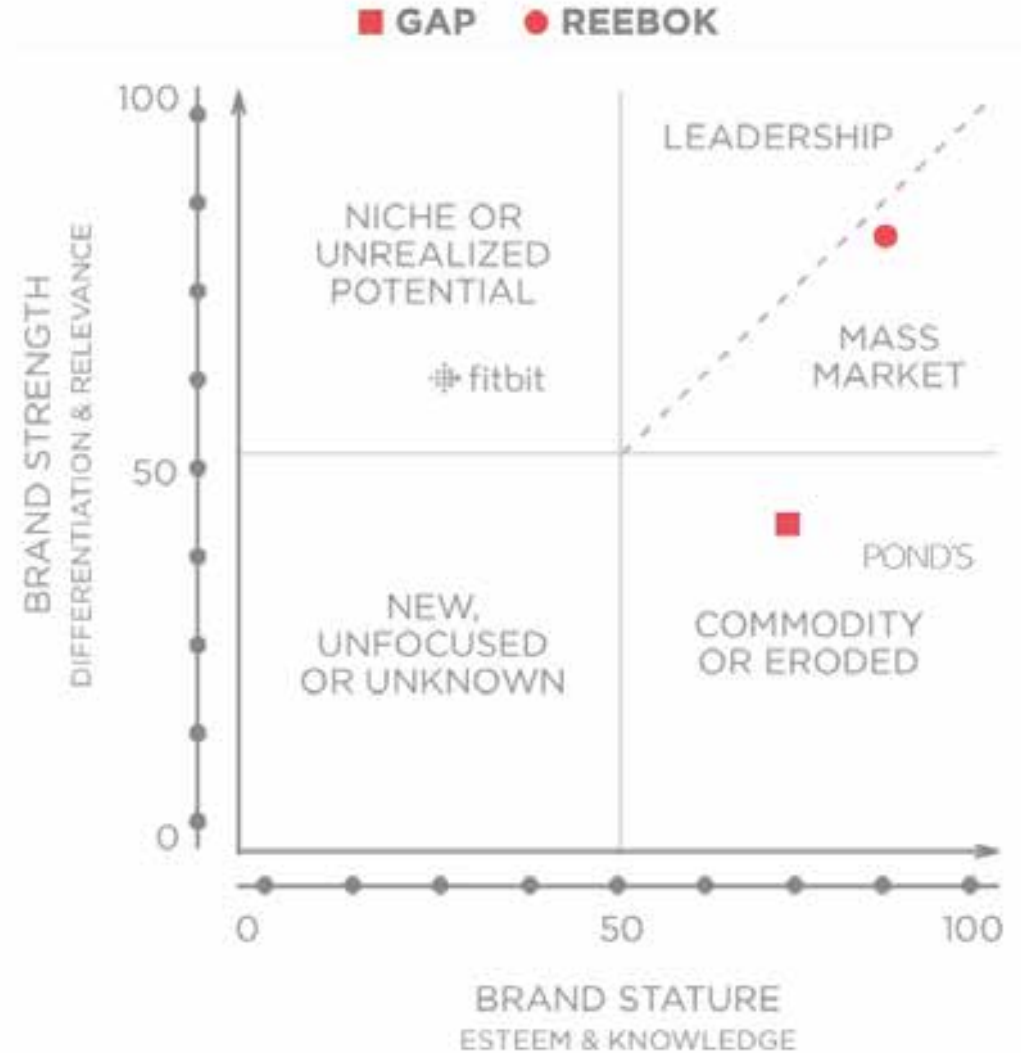 GAP REEBOK
100
LEADERSHIP
NICHE OR
UNREALIZED
POTENTIAL
MASS
MARKET
fitbit
BRAND STRENGTH
DIFFERENTIATION & RELEVANCE
50
POND'S
NEW,
UNFOCUSED
OR UNKNOWN
COMMODITY
OR ERODED
0
0 50 100
BRAND STATURE
ESTEEM & KNOWLEDGE